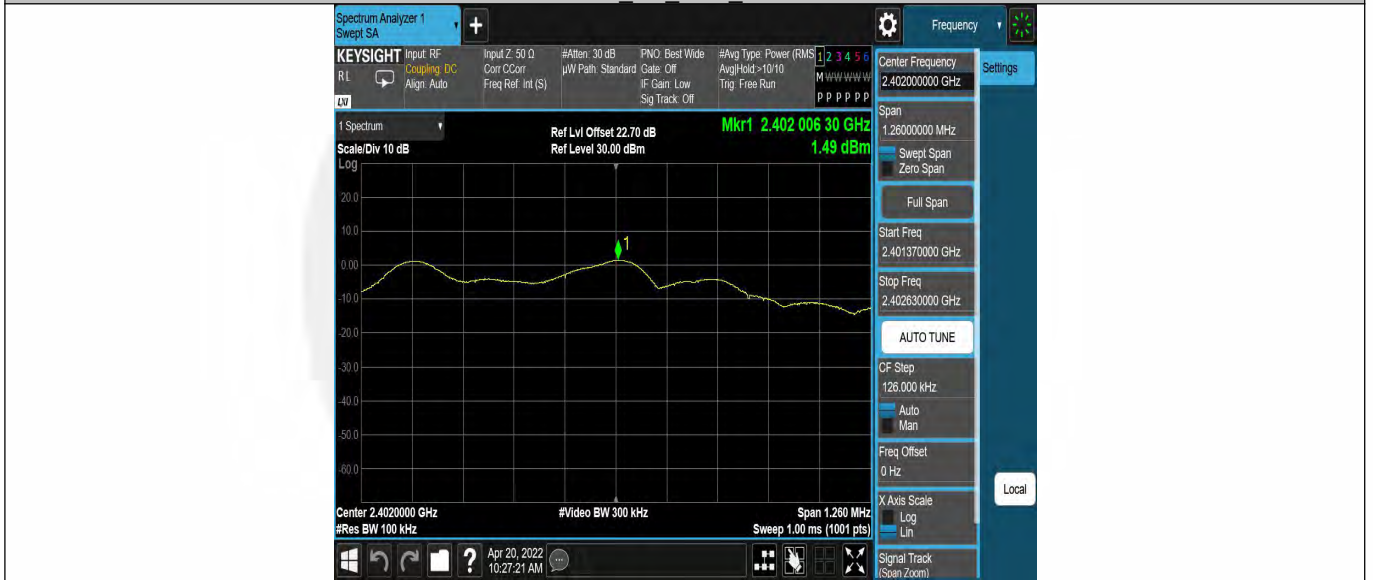 Spectrum Analyzer 1
Swept SA
+
Frequency
KEYSIGHT
R L
LXI
Input: RF
Coupling: DC
Align: Auto
Input Z: 50 Ω
Corr CCorr
Freq Ref: Int (S)
#Atten: 30 dB
µW Path: Standard
PNO: Best Wide
Gate: Off
IF Gain: Low
Sig Track: Off
#Avg Type: Power (RMS
Avg|Hold:>10/10
Trig: Free Run
1 2 3 4 5 6
M W W W W W
P P P P P P
1 Spectrum
Scale/Div 10 dB
Log
Ref Lvl Offset 22.70 dB
Ref Level 30.00 dBm
Mkr1 2.402 006 30 GHz
1.49 dBm
20.0
10.0
0.00
-10.0
-20.0
-30.0
-40.0
-50.0
-60.0
1
Center 2.4020000 GHz
#Res BW 100 kHz
#Video BW 300 kHz
Span 1.260 MHz
Sweep 1.00 ms (1001 pts)
Center Frequency
2.402000000 GHz
Settings
Span
1.26000000 MHz
Swept Span
Zero Span
Full Span
Start Freq
2.401370000 GHz
Stop Freq
2.402630000 GHz
AUTO TUNE
CF Step
126.000 kHz
Auto
Man
Freq Offset
0 Hz
X Axis Scale
Log
Lin
Local
Signal Track
(Span Zoom)
?
Apr 20, 2022
10:27:21 AM